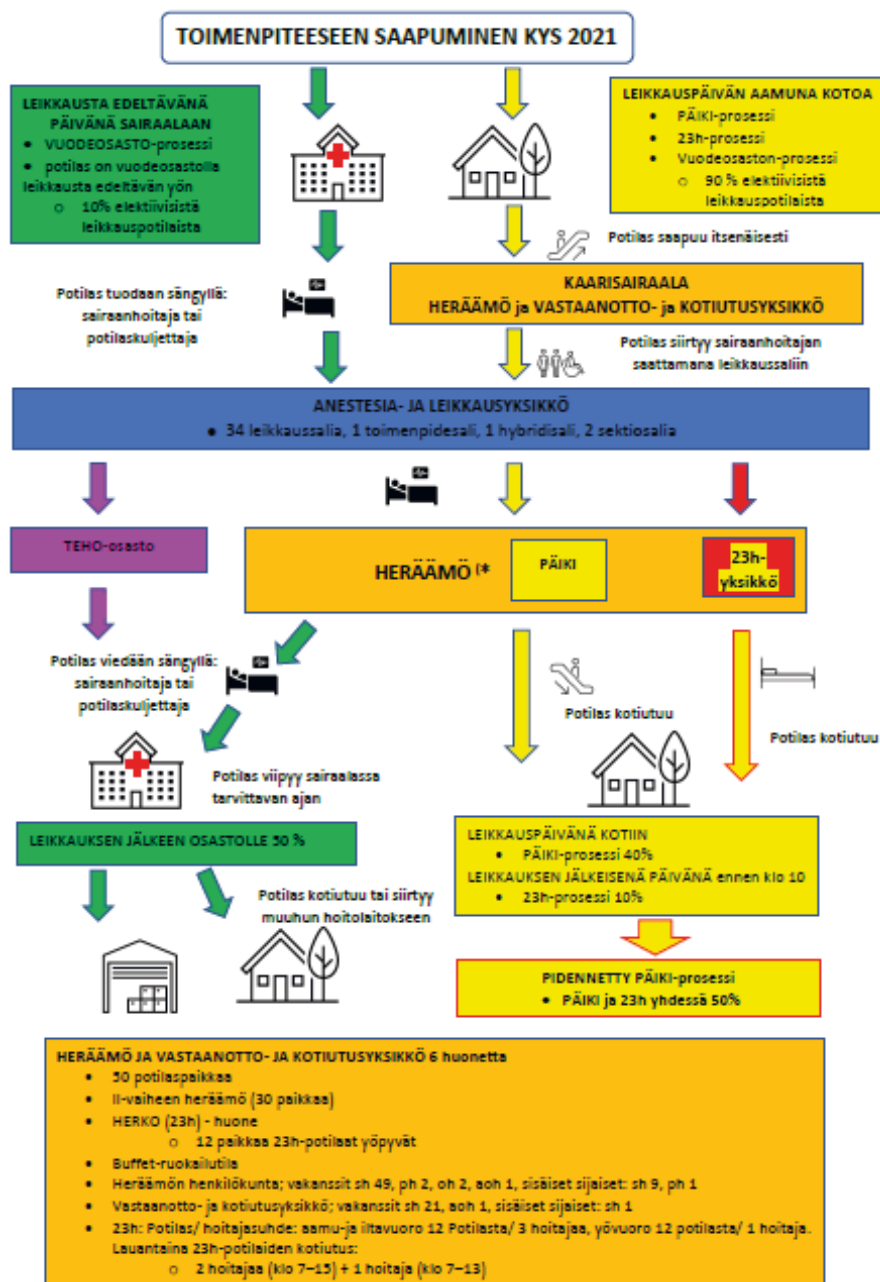 TOIMENPITEESEEN SAAPUMINEN KYS 2021
LEIKKAUSTA EDELTÄVÄNÄ
PÄIVÄNÄ SAIRAALAAN
• VUODEOSASTO-prosessi
• potilas on vuodeosastolla
leikkausta edeltävän yön
o 10% elektiivisistä
leikkauspotilaista
LEIKKAUSPÄIVÄN AAMUNA KOTOA
• PÄIKI-prosessi
• 23h-prosessi
• Vuodeosaston-prosessi
o 90 % elektiivisistä
leikkauspotilaista
Potilas saapuu itsenäisesti
Potilas tuodaan sängyllä:
sairaanhoitaja tai
potilaskuljettaja
KAARISAIRAALA
HERÄÄMÖ ja VASTAANOTTO- ja KOTIUTUSYKSIKKÖ
Potilas siirtyy sairaanhoitajan
saattamana leikkaussaliin
ANESTESIA- JA LEIKKAUSYKSIKKÖ
• 34 leikkaussalia, 1 toimenpidesali, 1 hybridisali, 2 sektiosalia
TEHO-osasto
HERÄÄMÖ (*
PÄIKI
23h-
yksikkö
Potilas viedään sängyllä:
sairaanhoitaja tai
potilaskuljettaja
Potilas kotiutuu
Potilas kotiutuu
Potilas viipyy sairaalassa
tarvittavan ajan
LEIKKAUKSEN JÄLKEEN OSASTOLLE 50 %
LEIKKAUSPÄIVÄNÄ KOTIIN
• PÄIKI-prosessi 40%
LEIKKAUKSEN JÄLKEISENÄ PÄIVÄNÄ ennen klo 10
• 23h-prosessi 10%
Potilas kotiutuu tai siirtyy
muuhun hoitolaitokseen
PIDENNETTY PÄIKI-prosessi
• PÄIKI ja 23h yhdessä 50%
HERÄÄMÖ JA VASTAANOTTO- JA KOTIUTUSYKSIKKÖ 6 huonetta
• 50 potilaspaikkaa
• II-vaiheen heräämö (30 paikkaa)
• HERKO (23h) - huone
o 12 paikkaa 23h-potilaat yöpyvät
• Buffet-ruokailutila
• Heräämön henkilökunta; vakanssit sh 49, ph 2, oh 2, aoh 1, sisäiset sijaiset: sh 9, ph 1
• Vastaanotto- ja kotiutusyksikkö; vakanssit sh 21, aoh 1, sisäiset sijaiset: sh 1
• 23h: Potilas/ hoitajasuhde: aamu-ja iltavuoro 12 Potilasta/ 3 hoitajaa, yövuoro 12 potilasta/ 1 hoitaja.
Lauantaina 23h-potilaiden kotiutus:
o 2 hoitajaa (klo 7–15) + 1 hoitaja (klo 7–13)